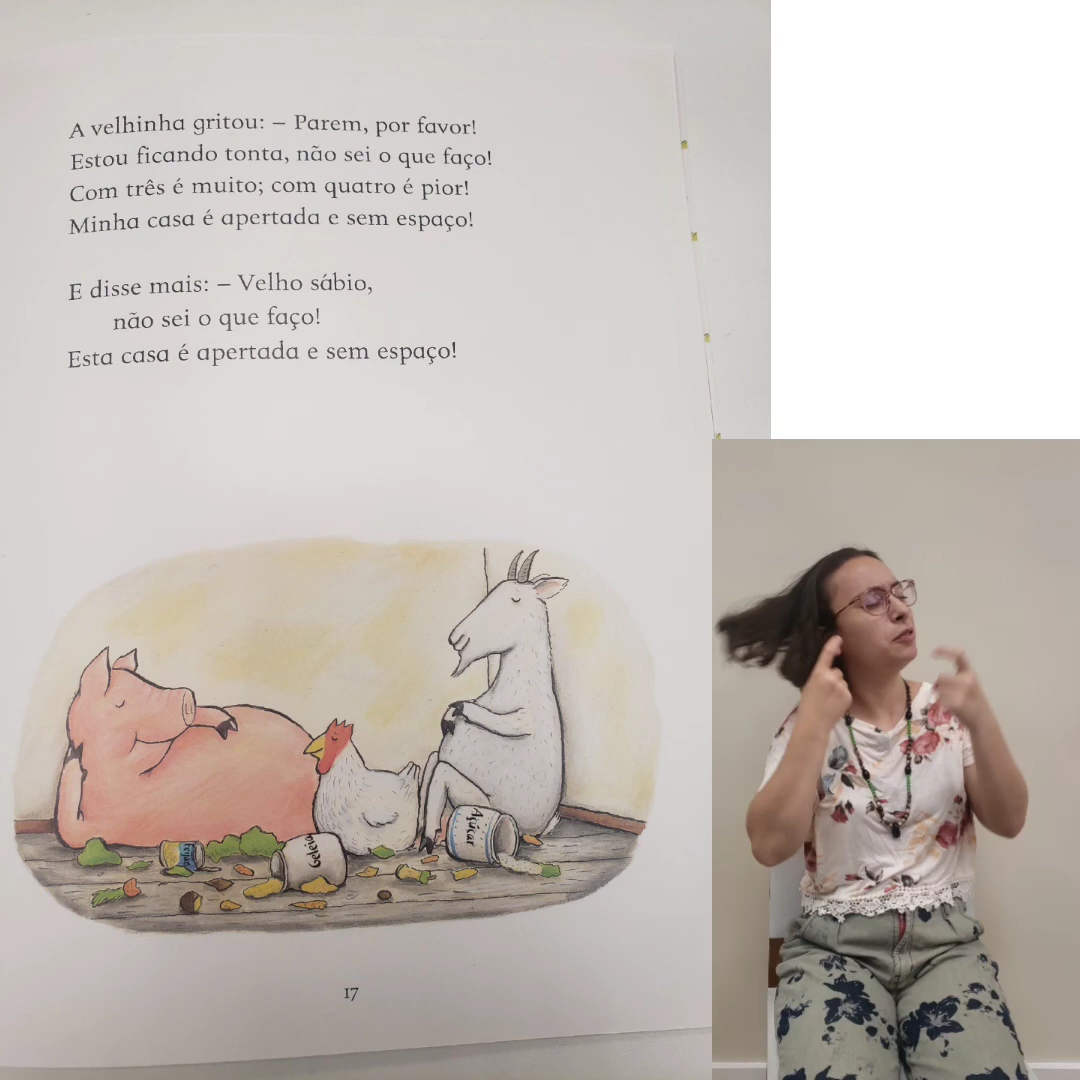 A velhinha gritou: – Parem, por favor!
Estou ficando tonta, não sei o que faço!
Com três é muito; com quatro é pior!
Minha casa é apertada e sem espaço!
E disse mais: – Velho sábio,
não sei o que faço!
Esta casa é apertada e sem espaço!
Açúcar
Geleia
17